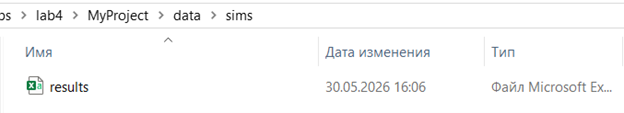 os > lab4 > MyProject > data > sims
Имя Дата изменения Тип
results 30.05.2026 16:06 Файл Microsoft Ex...